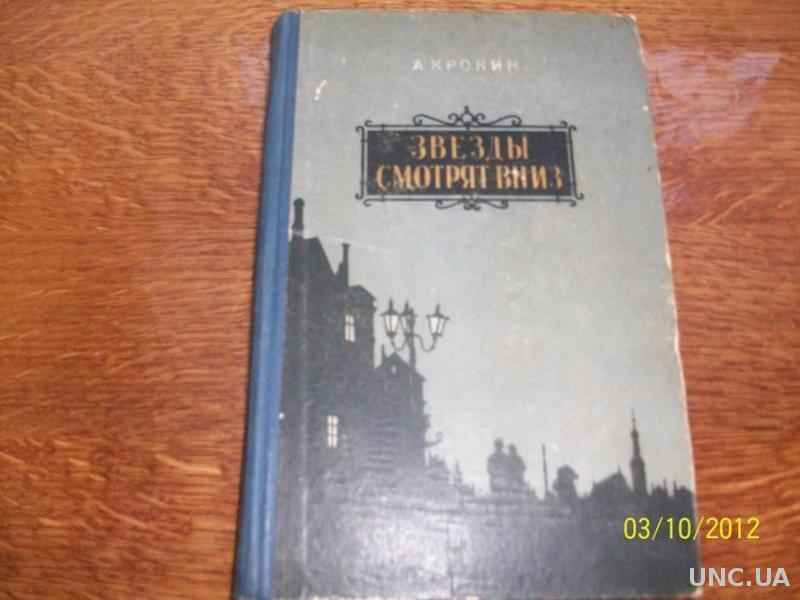 А КРОНИН
ЗВЕЗДЫ
СМОТРЯТ ВНИЗ
03/10/2012
UNC.UA